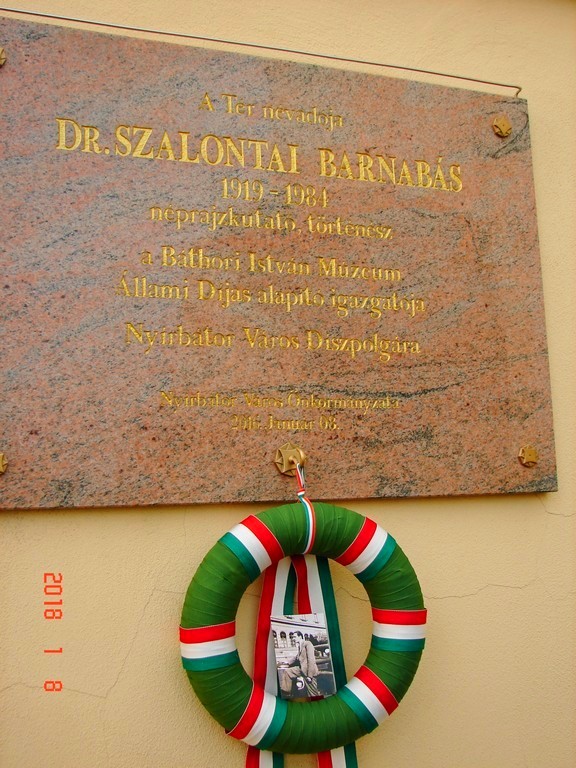 A Tér névadója
DR. SZALONTAI BARNABÁS
1919 - 1984
néprajzkutató, történész
a Báthori István Múzeum
Állami Díjas alapító igazgatója
Nyírbátor Város Díszpolgára
Nyírbátor Város Önkormányzata
2016. Január 08.
2018 1 8